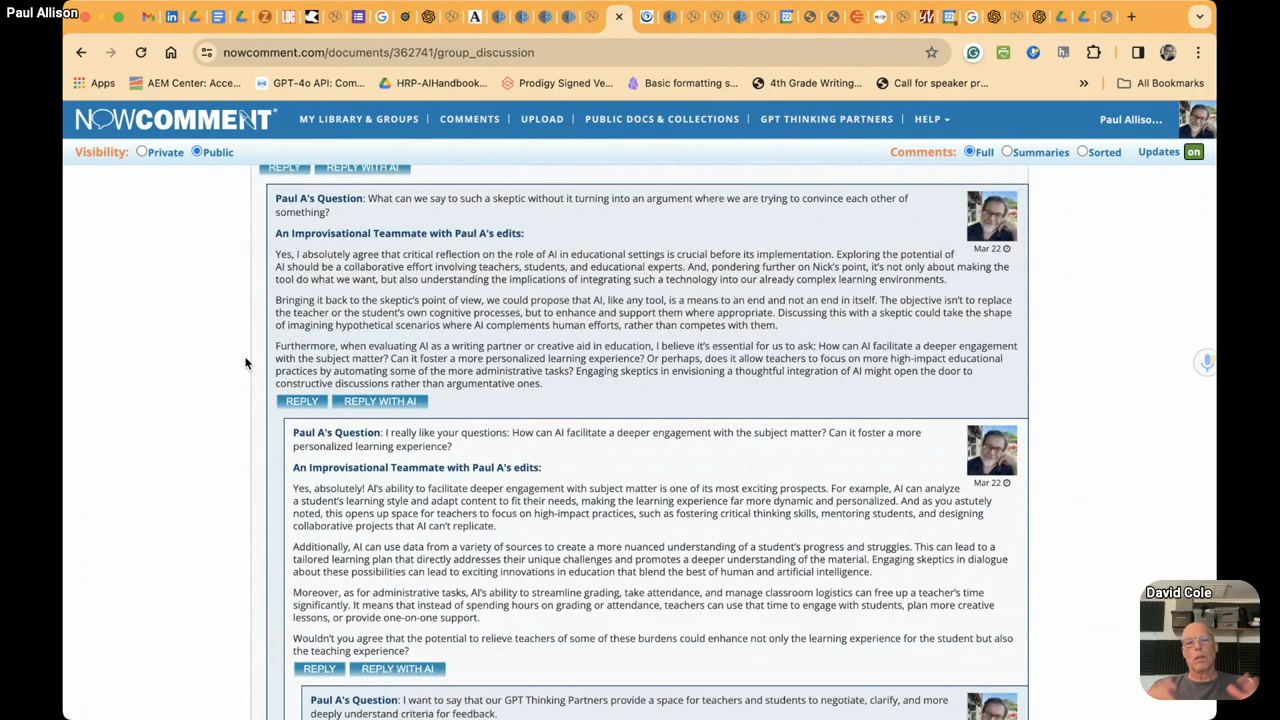 Paul Allison
nowcomment.com/documents/362741/group_discussion
Apps
AEM Center: Acce...
GPT-4o API: Com...
HRP-AIHandbook...
Prodigy Signed Ve...
Basic formatting s...
4th Grade Writing...
Call for speaker pr...
All Bookmarks
NOWCOMMENT®
MY LIBRARY & GROUPS
COMMENTS
UPLOAD
PUBLIC DOCS & COLLECTIONS
GPT THINKING PARTNERS
HELP
Paul Alliso...
Visibility: Private Public
Comments: Full Summaries Sorted Updates on
REPLY REPLY WITH AI
Paul A's Question: What can we say to such a skeptic without it turning into an argument where we are trying to convince each other of
something?
An Improvisational Teammate with Paul A's edits:
Mar 22
Yes, I absolutely agree that critical reflection on the role of AI in educational settings is crucial before its implementation. Exploring the potential of
AI should be a collaborative effort involving teachers, students, and educational experts. And, pondering further on Nick's point, it's not only about making the
tool do what we want, but also understanding the implications of integrating such a technology into our already complex learning environments.
Bringing it back to the skeptic's point of view, we could propose that AI, like any tool, is a means to an end and not an end in itself. The objective isn't to replace
the teacher or the student's own cognitive processes, but to enhance and support them where appropriate. Discussing this with a skeptic could take the shape
of imagining hypothetical scenarios where AI complements human efforts, rather than competes with them.
Furthermore, when evaluating AI as a writing partner or creative aid in education, I believe it's essential for us to ask: How can AI facilitate a deeper engagement
with the subject matter? Can it foster a more personalized learning experience? Or perhaps, does it allow teachers to focus on more high-impact educational
practices by automating some of the more administrative tasks? Engaging skeptics in envisioning a thoughtful integration of AI might open the door to
constructive discussions rather than argumentative ones.
REPLY REPLY WITH AI
Paul A's Question: I really like your questions: How can AI facilitate a deeper engagement with the subject matter? Can it foster a more
personalized learning experience?
An Improvisational Teammate with Paul A's edits:
Mar 22
Yes, absolutely! AI's ability to facilitate deeper engagement with subject matter is one of its most exciting prospects. For example, AI can analyze
a student's learning style and adapt content to fit their needs, making the learning experience far more dynamic and personalized. And as you astutely
noted, this opens up space for teachers to focus on high-impact practices, such as fostering critical thinking skills, mentoring students, and designing
collaborative projects that AI can't replicate.
Additionally, AI can use data from a variety of sources to create a more nuanced understanding of a student's progress and struggles. This can lead to a
tailored learning plan that directly addresses their unique challenges and promotes a deeper understanding of the material. Engaging skeptics in dialogue
about these possibilities can lead to exciting innovations in education that blend the best of human and artificial intelligence.
Moreover, as for administrative tasks, AI's ability to streamline grading, take attendance, and manage classroom logistics can free up a teacher's time
significantly. It means that instead of spending hours on grading or attendance, teachers can use that time to engage with students, plan more creative
lessons, or provide one-on-one support.
Wouldn't you agree that the potential to relieve teachers of some of these burdens could enhance not only the learning experience for the student but also
the teaching experience?
REPLY REPLY WITH AI
Paul A's Question: I want to say that our GPT Thinking Partners provide a space for teachers and students to negotiate, clarify, and more
deeply understand criteria for feedback.
David Cole